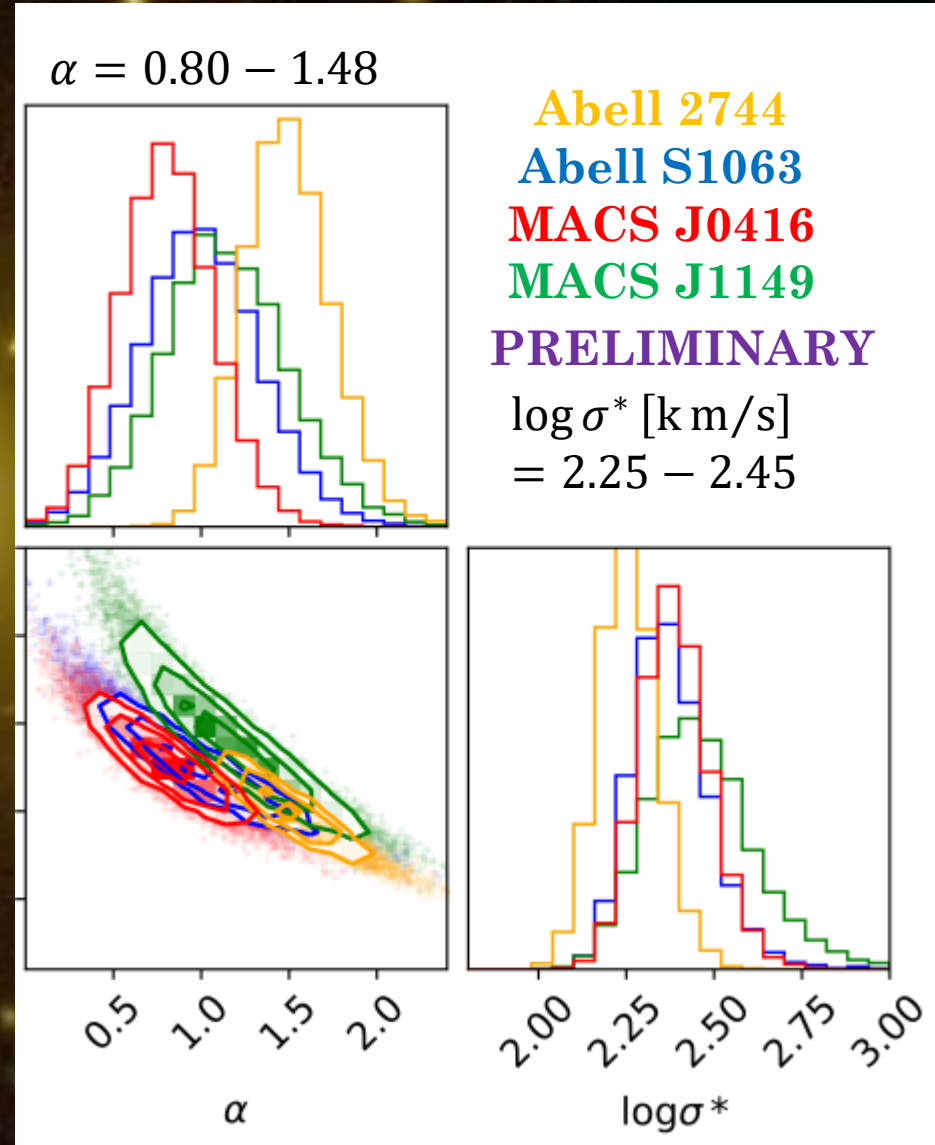 α = 0.80 − 1.48
Abell 2744
Abell S1063
MACS J0416
MACS J1149
PRELIMINARY
log σ* [k m/s]
= 2.25 − 2.45
0.5 1.0 1.5 2.0
α
2.00 2.25 2.50 2.75 3.00
logσ *